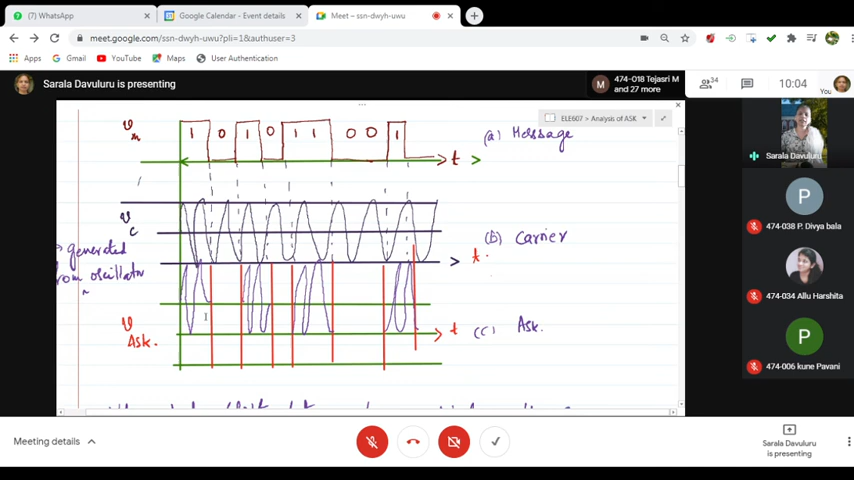 WhatsApp
Google Calendar - Event details
Meet – ssn-dwyh-uwu
meet.google.com/ssn-dwyh-uwu?pli=1&authuser=3
Apps
Gmail
YouTube
Maps
User Authentication
Sarala Davuluru is presenting
474-018 Tejasri M
and 27 more
M
34
10:04
You
ELE607 > Analysis of ASK
Vm
1 0 1 0 1 1 0 0 1
t
(a) Message
Vc
(b) Carrier
t.
generated
from oscillator
V
Ask.
t
(c) Ask.
Sarala Davuluru
P
474-038 P. Divya bala
474-034 Allu Harshita
P
474-006 kune Pavani
Meeting details
Sarala Davuluru
is presenting